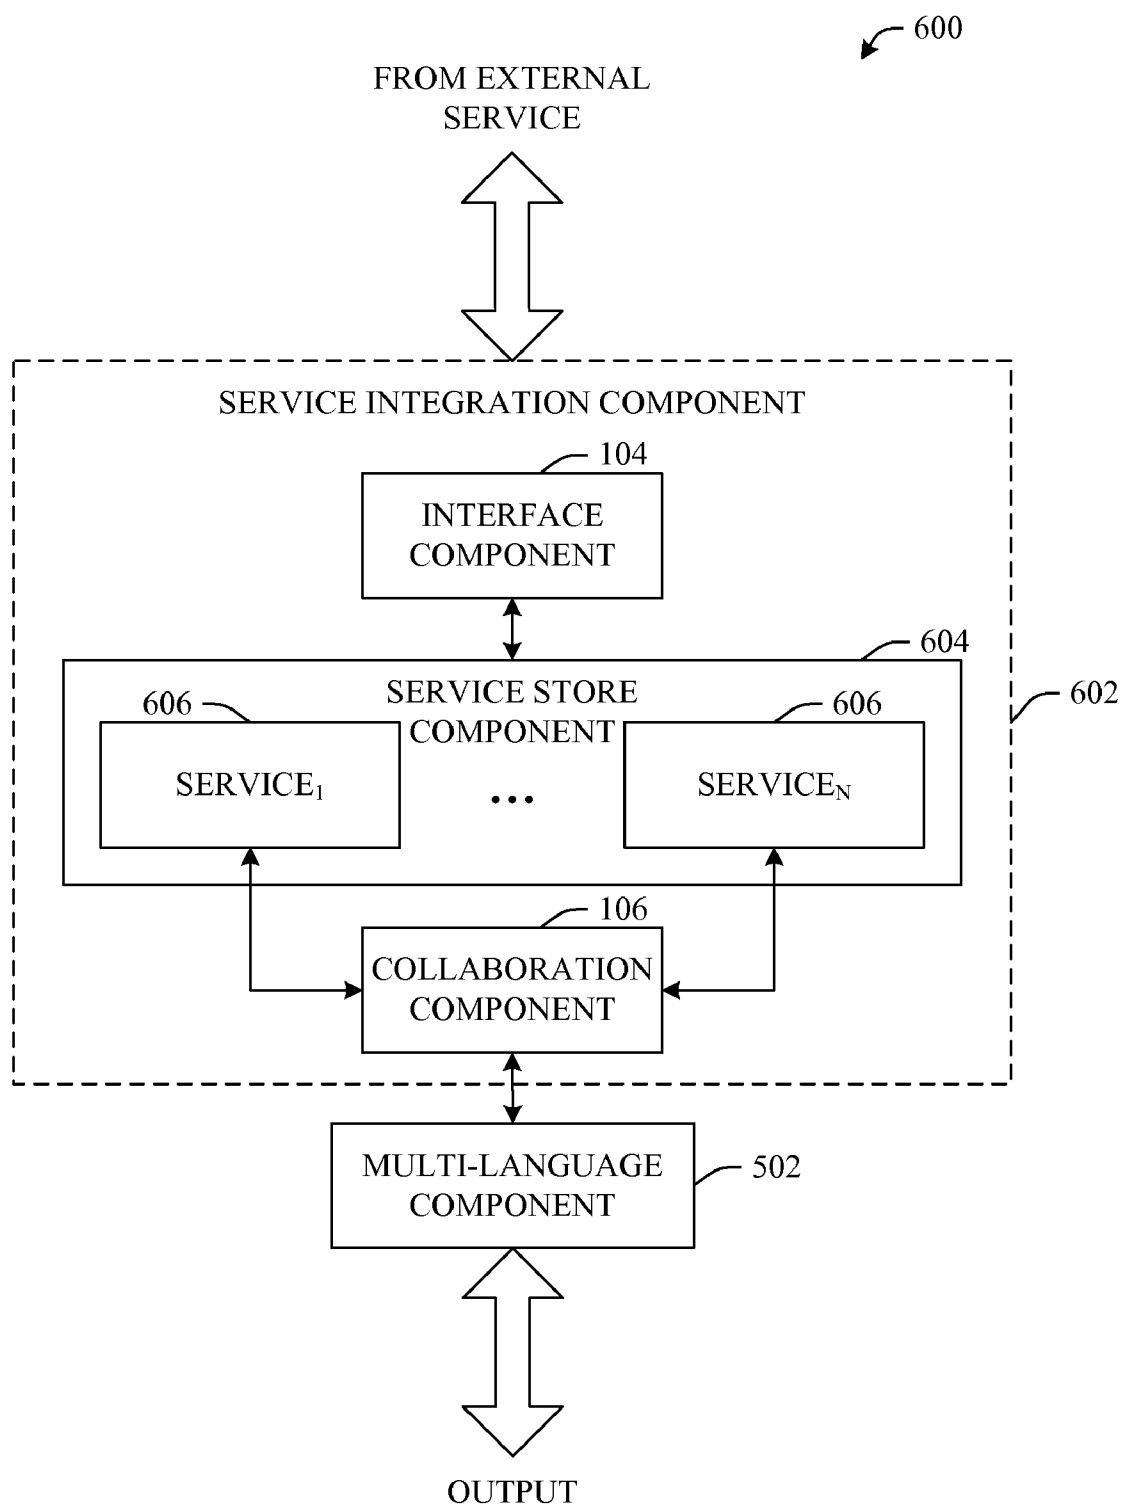 600
FROM EXTERNAL
SERVICE
SERVICE INTEGRATION COMPONENT
104
INTERFACE
COMPONENT
604
SERVICE STORE
COMPONENT
602
606
606
SERVICE₁
...
SERVICE_N
106
COLLABORATION
COMPONENT
MULTI-LANGUAGE
COMPONENT
502
OUTPUT